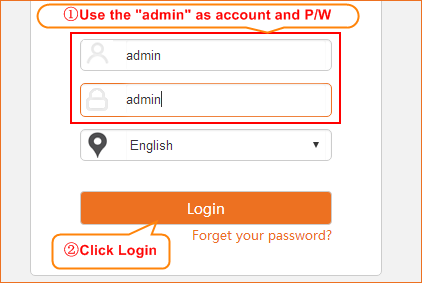 ①Use the "admin" as account and P/W
admin
admin
English
Login
Forget your password?
②Click Login